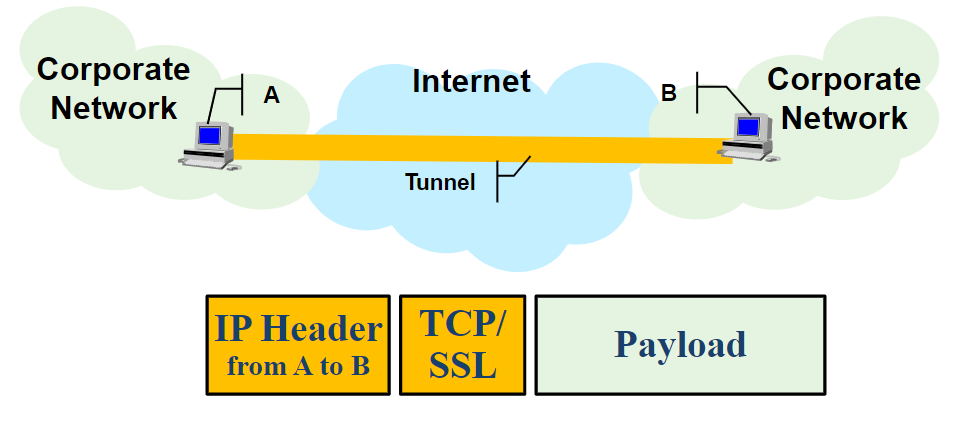 Corporate
Network
A
Internet
B
Corporate
Network
Tunnel
IP Header
from A to B
TCP/
SSL
Payload